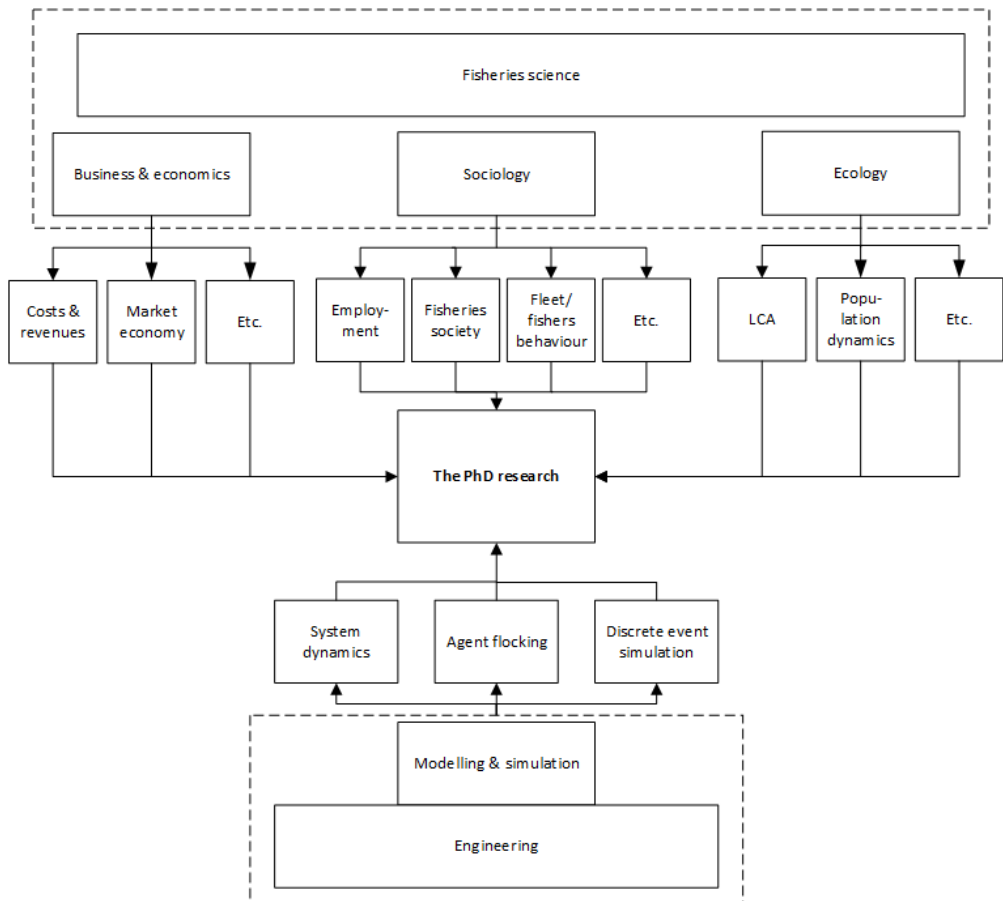 Fisheries science
Business & economics
Sociology
Ecology
Costs &
revenues
Market
economy
Etc.
Employ-
ment
Fisheries
society
Fleet/
fishers
behaviour
Etc.
LCA
Popu-
lation
dynamics
Etc.
The PhD research
System
dynamics
Agent flocking
Discrete event
simulation
Modelling & simulation
Engineering